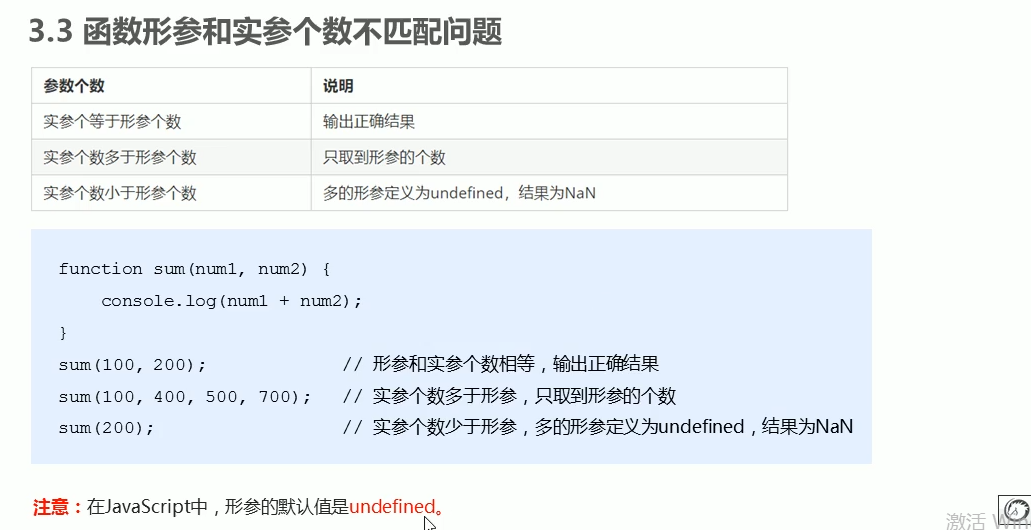 3.3 函数形参和实参个数不匹配问题
参数个数 说明
实参个等于形参个数 输出正确结果
实参个数多于形参个数 只取到形参的个数
实参个数小于形参个数 多的形参定义为undefined，结果为NaN
function sum(num1, num2) {
console.log(num1 + num2);
}
sum(100, 200); // 形参和实参个数相等，输出正确结果
sum(100, 400, 500, 700); // 实参个数多于形参，只取到形参的个数
sum(200); // 实参个数少于形参，多的形参定义为undefined，结果为NaN
注意：在JavaScript中，形参的默认值是undefined。
激活 Win